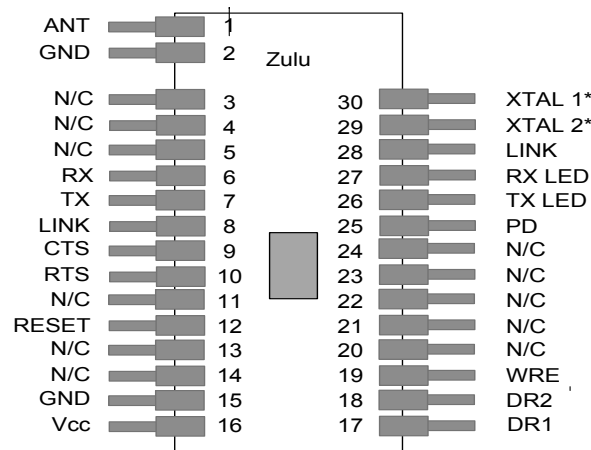 ANT 1
GND 2
Zulu
N/C 3 30 XTAL 1*
N/C 4 29 XTAL 2*
N/C 5 28 LINK
RX 6 27 RX LED
TX 7 26 TX LED
LINK 8 25 PD
CTS 9 24 N/C
RTS 10 23 N/C
N/C 11 22 N/C
RESET 12 21 N/C
N/C 13 20 N/C
N/C 14 19 WRE
GND 15 18 DR2
Vcc 16 17 DR1